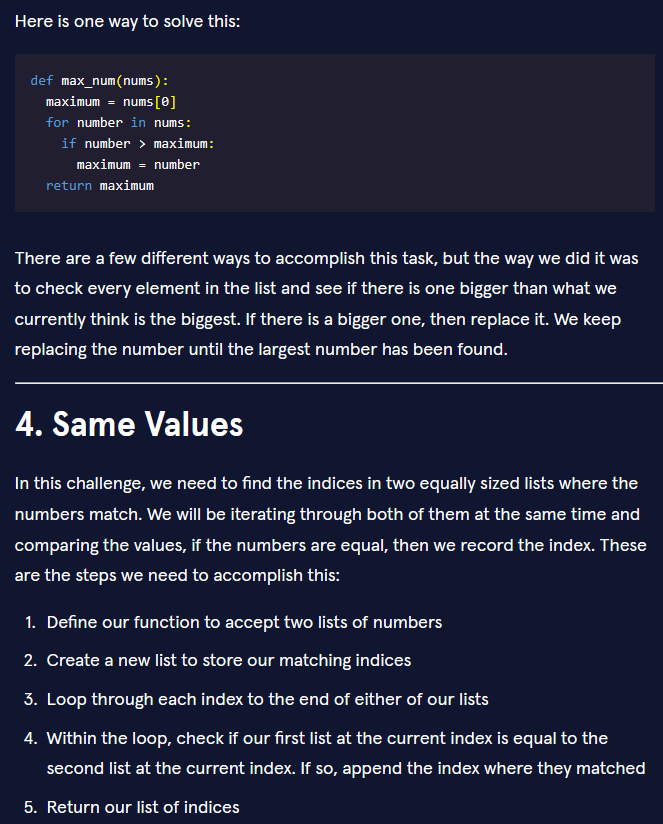 Here is one way to solve this:
def max_num(nums):
  maximum = nums[0]
  for number in nums:
    if number > maximum:
      maximum = number
  return maximum
There are a few different ways to accomplish this task, but the way we did it was
to check every element in the list and see if there is one bigger than what we
currently think is the biggest. If there is a bigger one, then replace it. We keep
replacing the number until the largest number has been found.
4. Same Values
In this challenge, we need to find the indices in two equally sized lists where the
numbers match. We will be iterating through both of them at the same time and
comparing the values, if the numbers are equal, then we record the index. These
are the steps we need to accomplish this:
1. Define our function to accept two lists of numbers
2. Create a new list to store our matching indices
3. Loop through each index to the end of either of our lists
4. Within the loop, check if our first list at the current index is equal to the
second list at the current index. If so, append the index where they matched
5. Return our list of indices